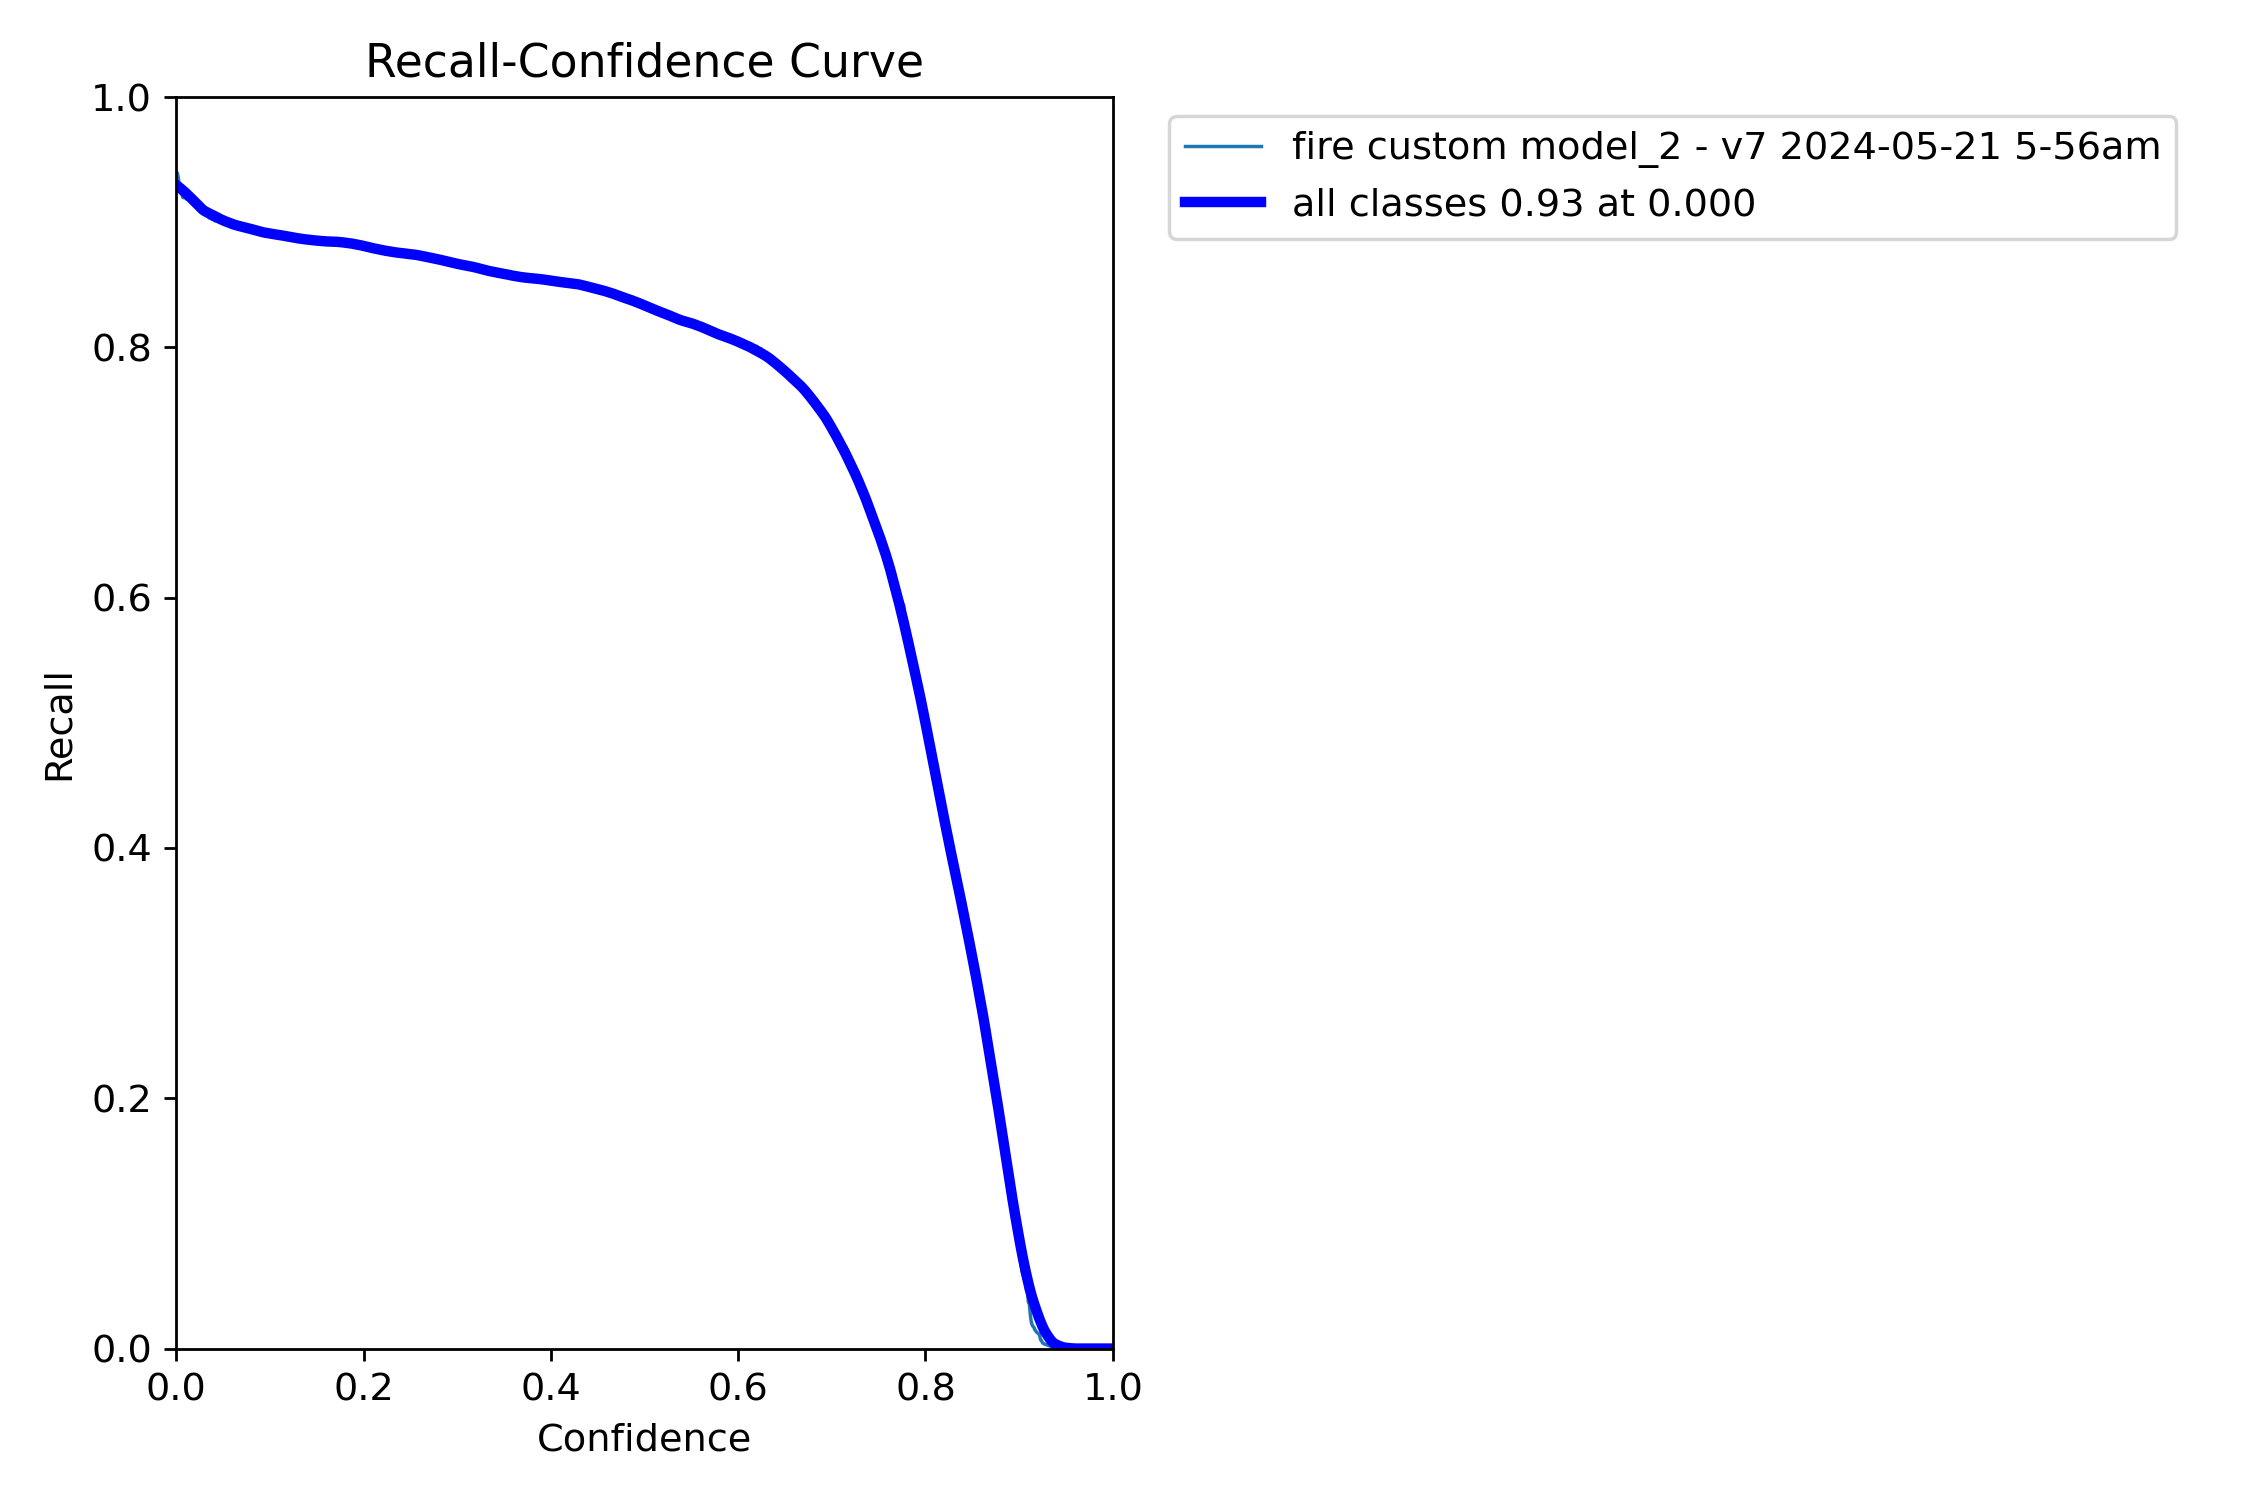 Recall-Confidence Curve
1.0
0.8
0.6
0.4
0.2
0.0
Recall
0.0 0.2 0.4 0.6 0.8 1.0
Confidence
fire custom model_2 - v7 2024-05-21 5-56am
all classes 0.93 at 0.000